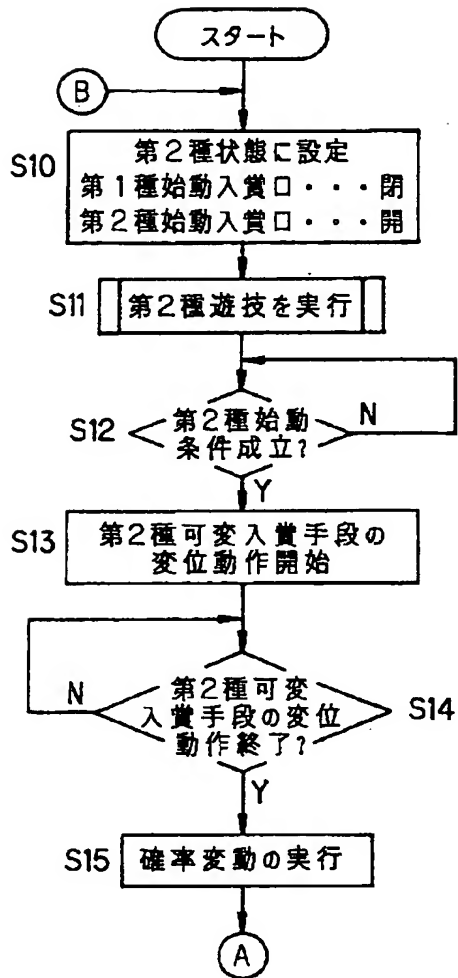 スタート
B
S10
第2種状態に設定
第1種始動入賞口・・・閉
第2種始動入賞口・・・開
S11
第2種遊技を実行
S12
第2種始動
条件成立?
N
Y
S13
第2種可変入賞手段の
変位動作開始
N
第2種可変
入賞手段の変位
動作終了?
S14
Y
S15
確率変動の実行
A